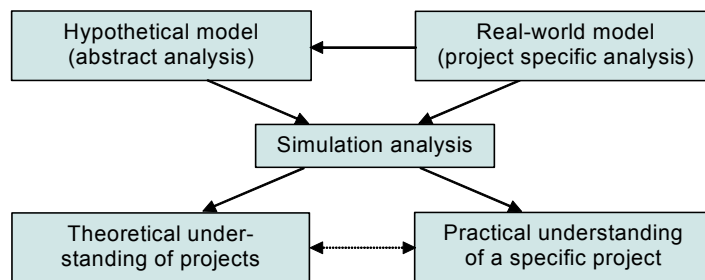 Hypothetical model
(abstract analysis)
Real-world model
(project specific analysis)
Simulation analysis
Theoretical under-
standing of projects
Practical understanding
of a specific project